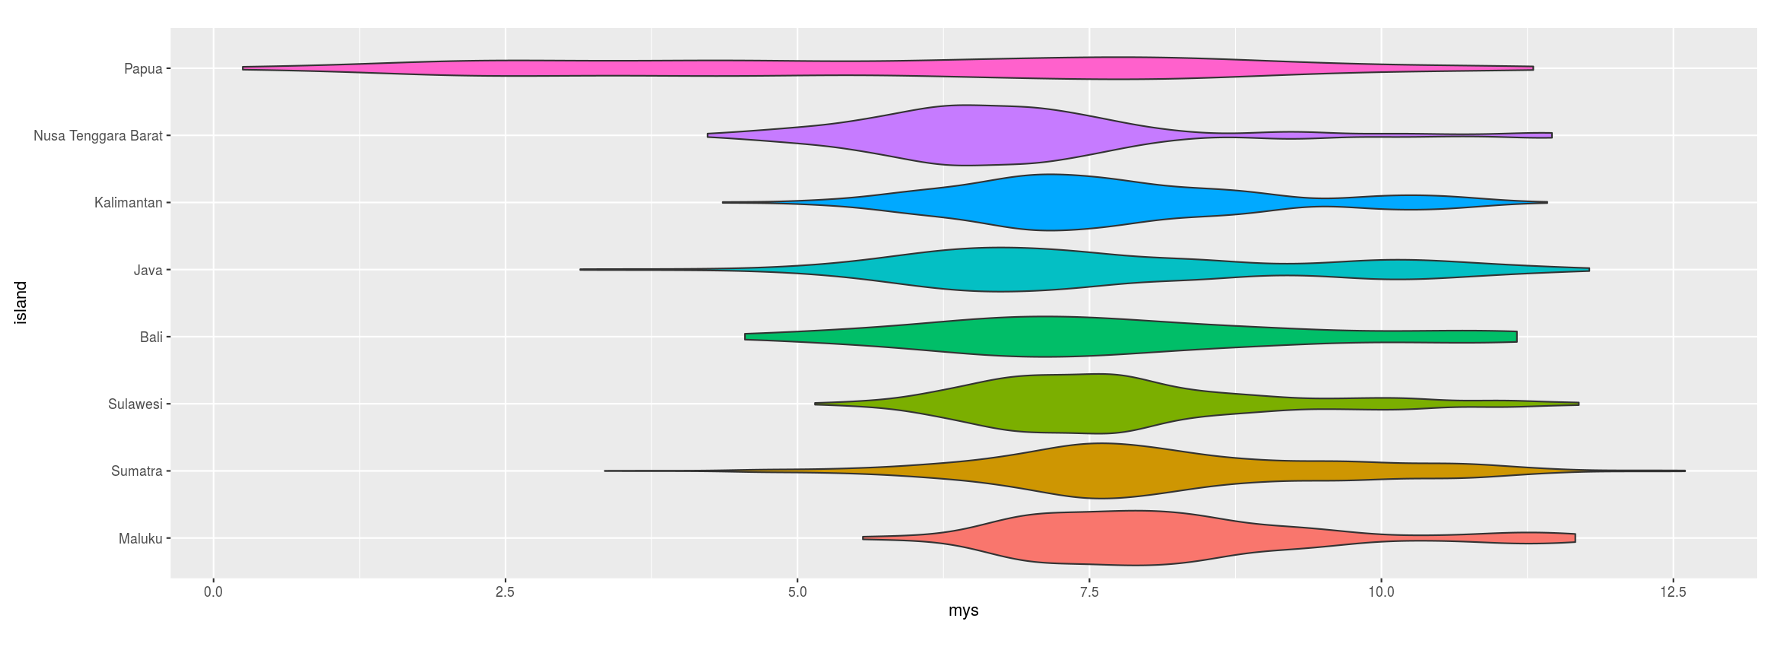 Papua
Nusa Tenggara Barat
Kalimantan
Java
Bali
Sulawesi
Sumatra
Maluku
island
0.0 2.5 5.0 7.5 10.0 12.5
mys